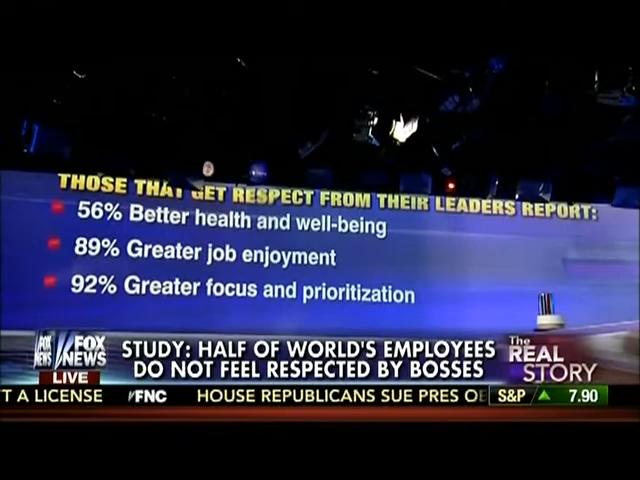 THOSE THAT GET RESPECT FROM THEIR LEADERS REPORT:
56% Better health and well-being
89% Greater job enjoyment
92% Greater focus and prioritization
FOX NEWS
FOX
NEWS
LIVE
STUDY: HALF OF WORLD'S EMPLOYEES
DO NOT FEEL RESPECTED BY BOSSES
The
REAL
STORY
T A LICENSE FNC HOUSE REPUBLICANS SUE PRES S&P 7.90